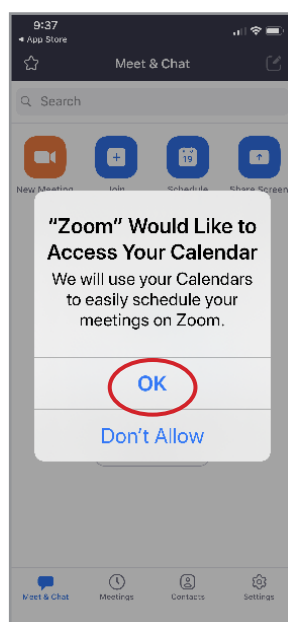 9:37
◀ App Store
Meet & Chat
Search
19
New Meeting Join Schedule Share Screen
"Zoom" Would Like to
Access Your Calendar
We will use your Calendars
to easily schedule your
meetings on Zoom.
OK
Don't Allow
Meet & Chat Meetings Contacts Settings